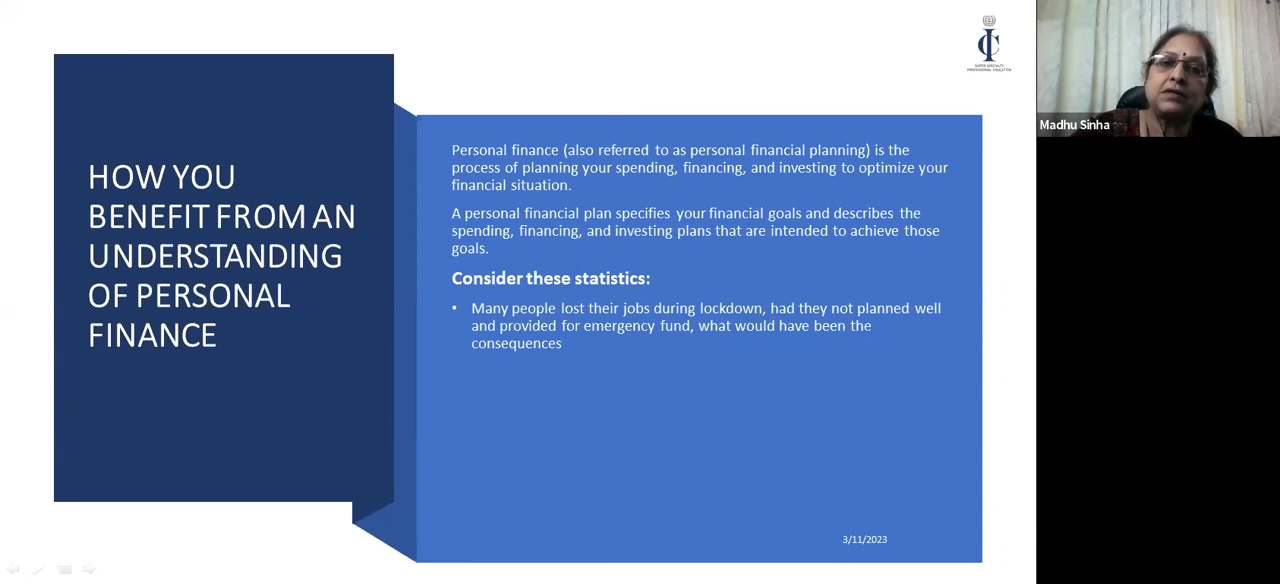 HOW YOU
BENEFIT FROM AN
UNDERSTANDING
OF PERSONAL
FINANCE
Personal finance (also referred to as personal financial planning) is the
process of planning your spending, financing, and investing to optimize your
financial situation.
A personal financial plan specifies your financial goals and describes the
spending, financing, and investing plans that are intended to achieve those
goals.
Consider these statistics:
• Many people lost their jobs during lockdown, had they not planned well
and provided for emergency fund, what would have been the
consequences
3/11/2023
SUPER SPECIALTY
PROFESSIONAL EDUCATION
Madhu Sinha